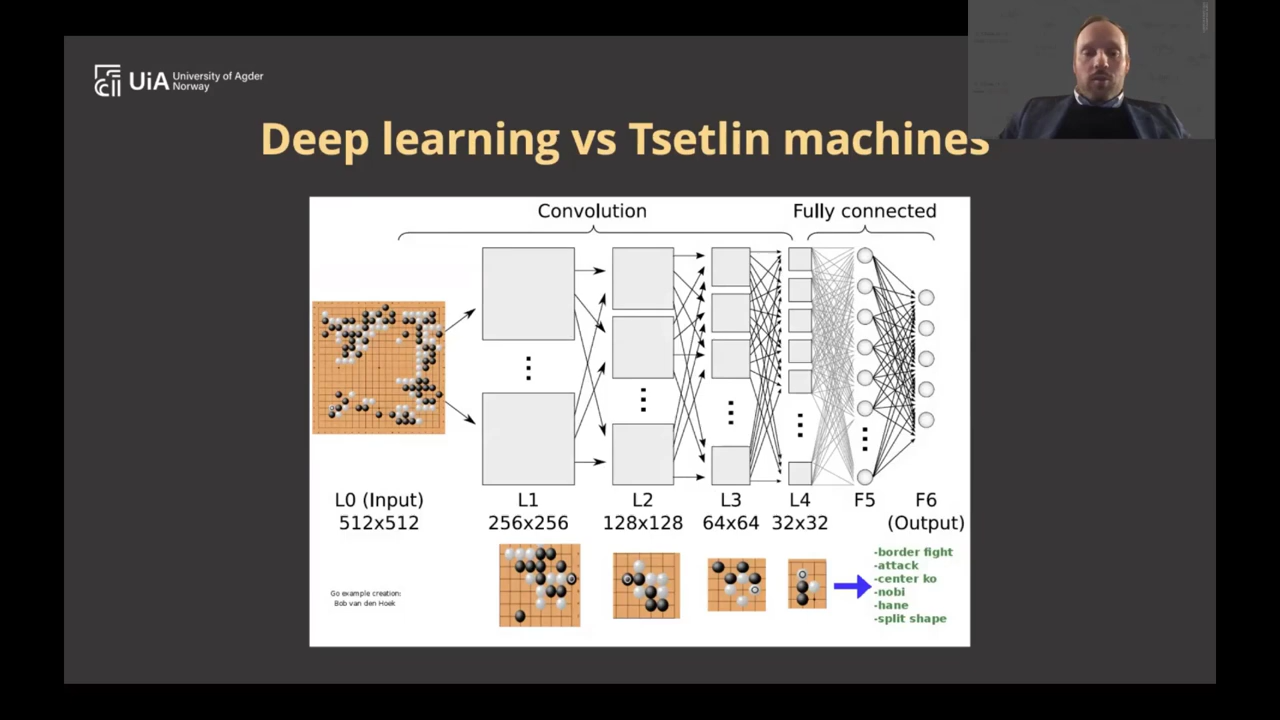 UiA University of Agder
Norway
Deep learning vs Tsetlin machines
Convolution
Fully connected
L0 (Input)
512x512
L1
256x256
L2
128x128
L3
64x64
L4
32x32
F5
F6
(Output)
-border fight
-attack
-center ko
-nobi
-hane
-split shape
Go example creation:
Bob van den Hoek